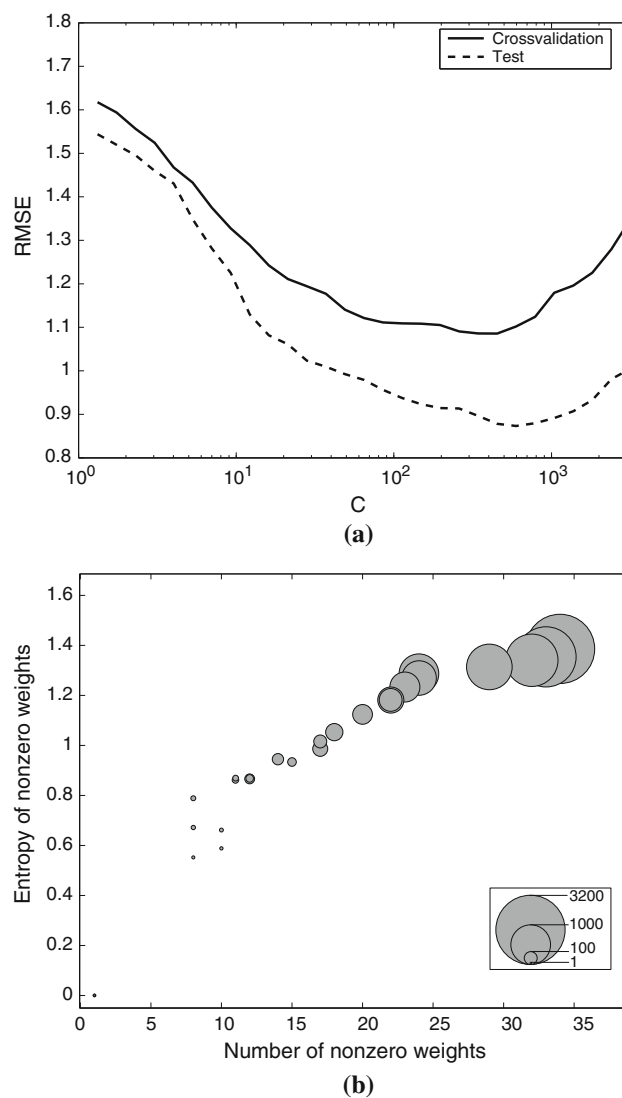 1.8
1.7
1.6
1.5
1.4
1.3
1.2
1.1
1
0.9
0.8
RMSE
Crossvalidation
Test
10^0 10^1 10^2 10^3
C
(a)
1.6
1.4
1.2
1
0.8
0.6
0.4
0.2
0
Entropy of nonzero weights
3200
1000
100
1
0 5 10 15 20 25 30 35
Number of nonzero weights
(b)